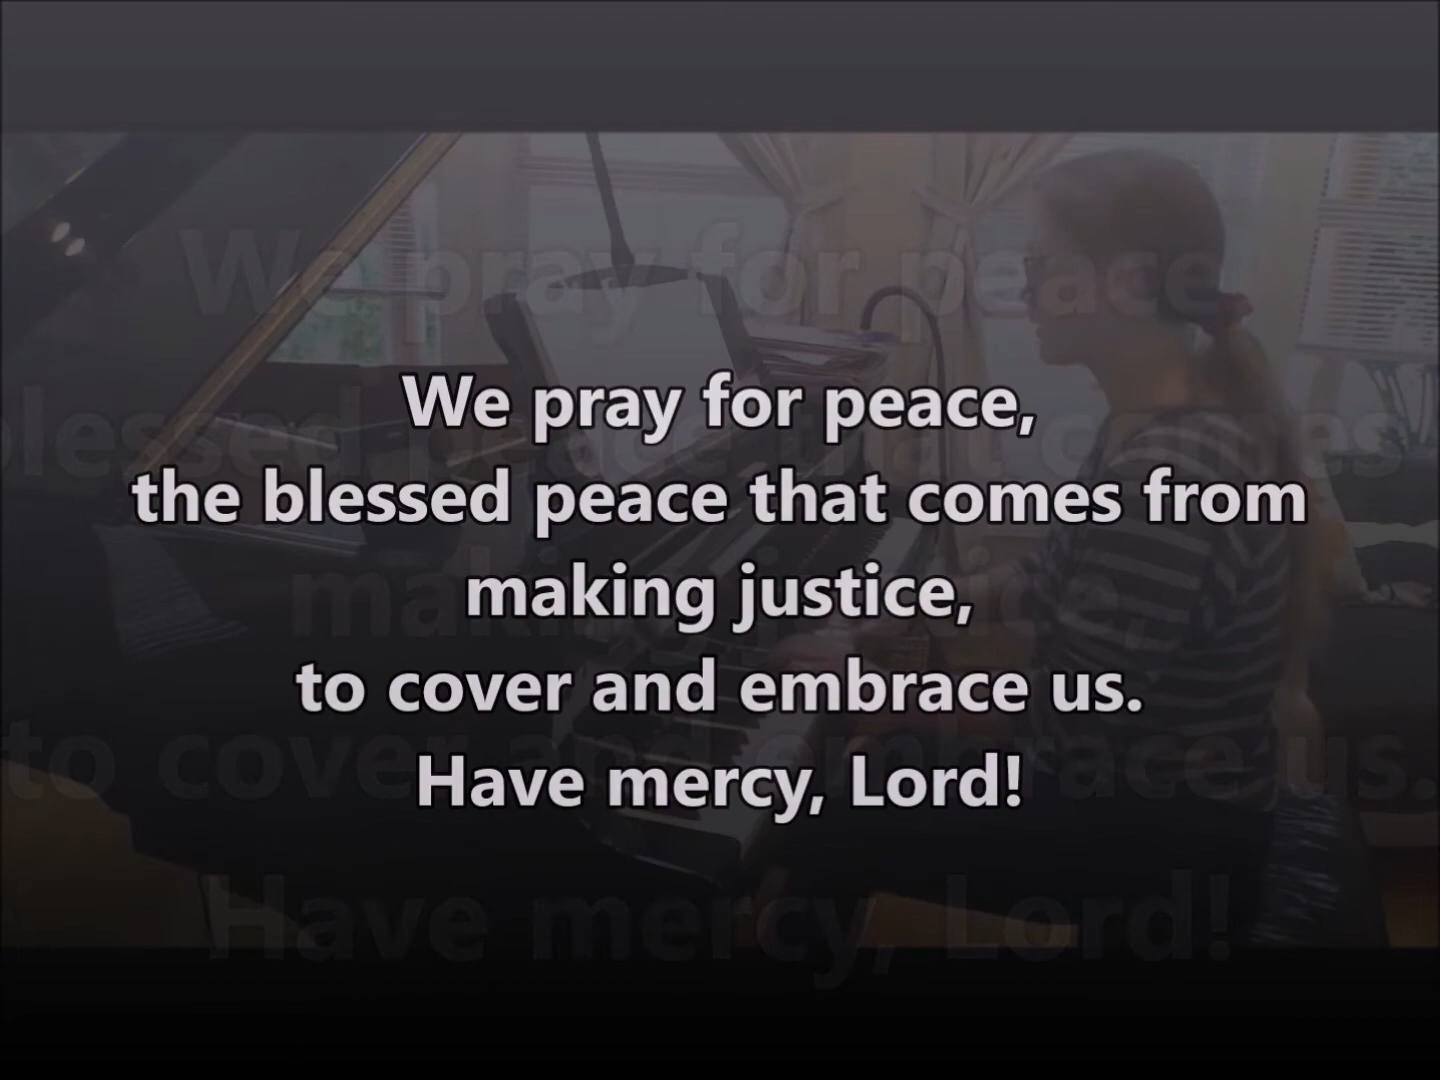 We pray for peace,
the blessed peace that comes from
making justice,
to cover and embrace us.
Have mercy, Lord!